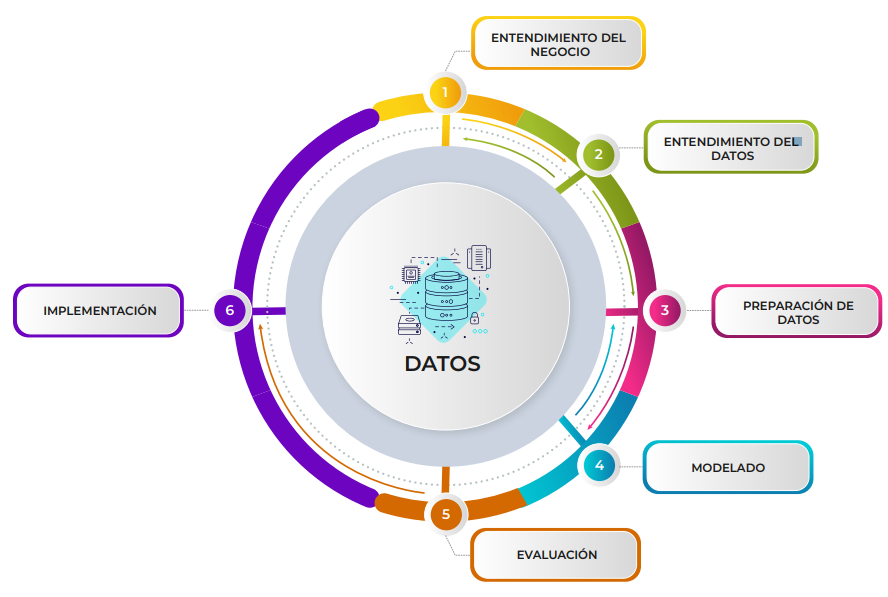 ENTENDIMIENTO DEL
NEGOCIO
1
ENTENDIMIENTO DEL
DATOS
2
PREPARACIÓN DE
DATOS
3
MODELADO
4
EVALUACIÓN
5
IMPLEMENTACIÓN
6
DATOS